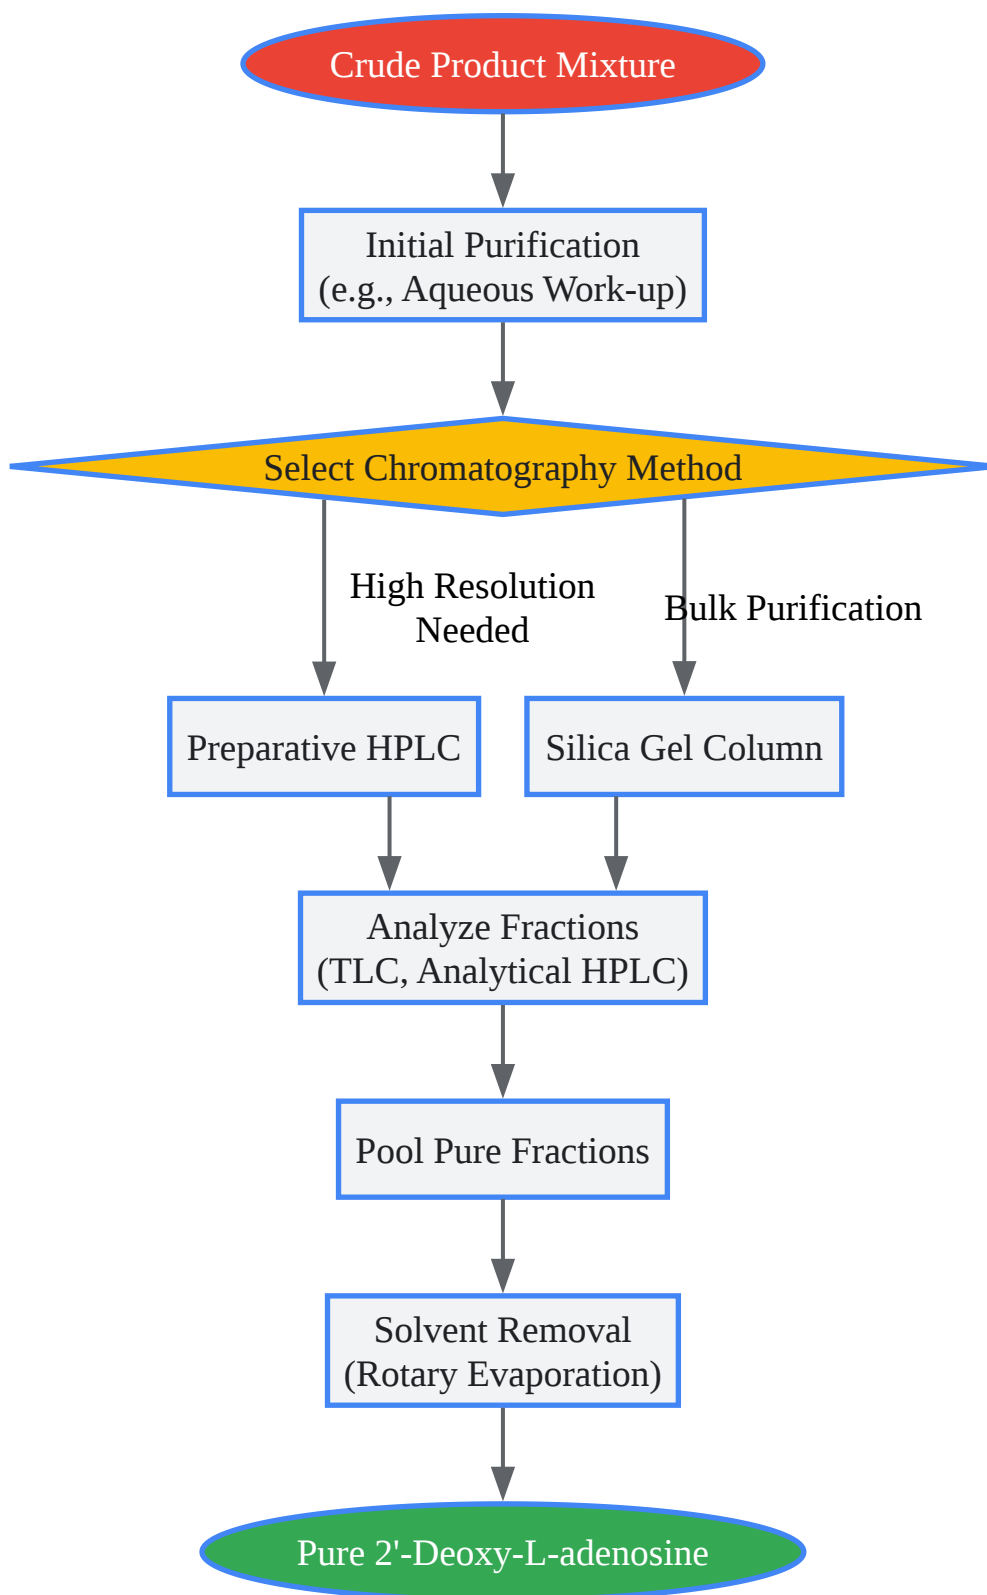 Crude Product Mixture
Initial Purification
(e.g., Aqueous Work-up)
Select Chromatography Method
High Resolution
Needed
Bulk Purification
Preparative HPLC
Silica Gel Column
Analyze Fractions
(TLC, Analytical HPLC)
Pool Pure Fractions
Solvent Removal
(Rotary Evaporation)
Pure 2'-Deoxy-L-adenosine